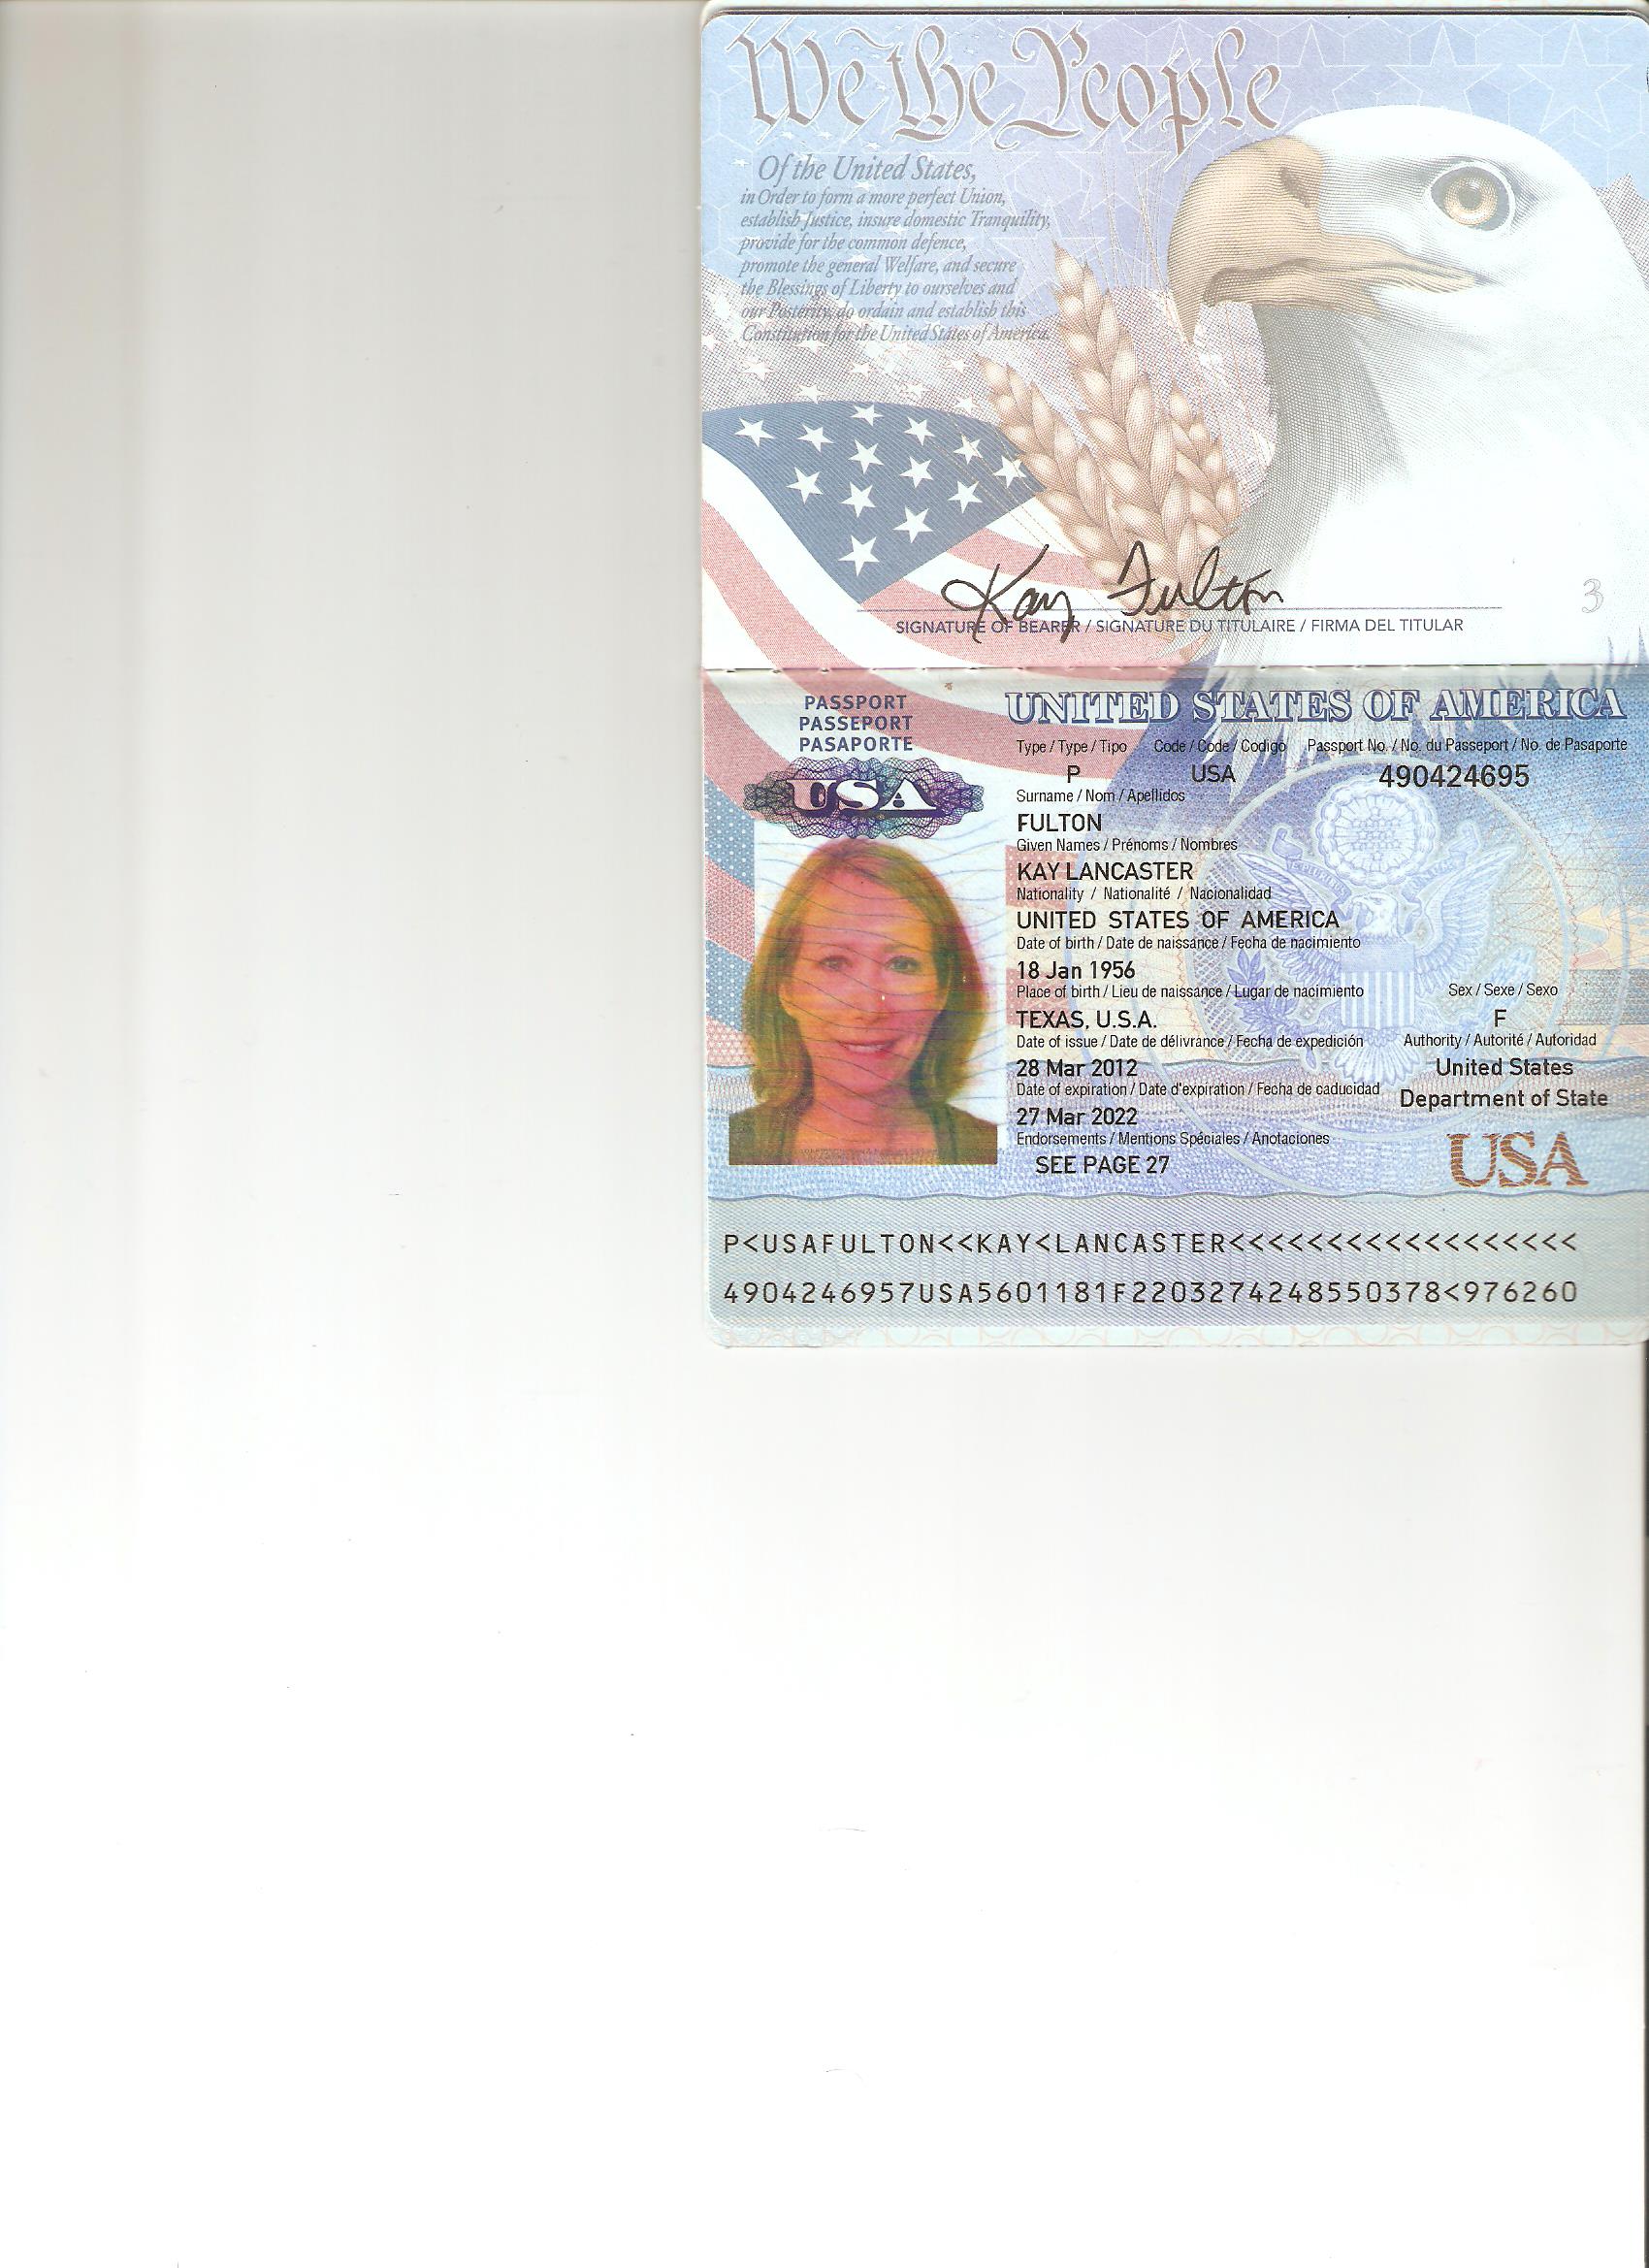 We the People
Of the United States,
in Order to form a more perfect Union,
establish Justice, insure domestic Tranquility,
provide for the common defence,
promote the general Welfare, and secure
the Blessings of Liberty to ourselves and
our Posterity, do ordain and establish this
Constitution for the United States of America.
Kay Fulton
SIGNATURE OF BEARER / SIGNATURE DU TITULAIRE / FIRMA DEL TITULAR
3
PASSPORT
PASSEPORT
PASAPORTE
USA
UNITED STATES OF AMERICA
Type / Type / Tipo Code / Code / Codigo Passport No. / No. du Passeport / No. de Pasaporte
P USA 490424695
Surname / Nom / Apellidos
FULTON
Given Names / Prénoms / Nombres
KAY LANCASTER
Nationality / Nationalité / Nacionalidad
UNITED STATES OF AMERICA
Date of birth / Date de naissance / Fecha de nacimiento
18 Jan 1956
Place of birth / Lieu de naissance / Lugar de nacimiento Sex / Sexe / Sexo
TEXAS, U.S.A. F
Date of issue / Date de délivrance / Fecha de expedición Authority / Autorité / Autoridad
28 Mar 2012 United States
Date of expiration / Date d'expiration / Fecha de caducidad Department of State
27 Mar 2022
Endorsements / Mentions Spéciales / Anotaciones
SEE PAGE 27
USA
P<USAFULTON<<KAY<LANCASTER<<<<<<<<<<<<<<<<<<
4904246957USA5601181F2203274248550378<976260